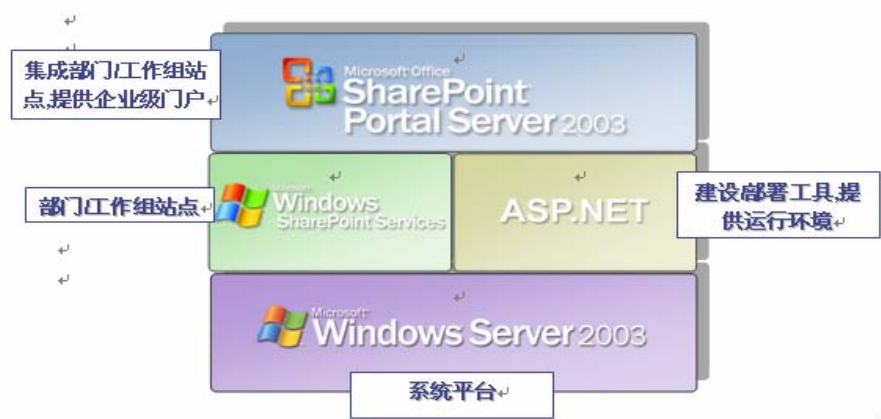 集成部门/工作组站
点,提供企业级门户
Microsoft Office
SharePoint
Portal Server 2003
部门/工作组站点
Microsoft
Windows
SharePoint Services
ASP.NET
建设/部署工具,提
供运行环境
Microsoft
Windows Server 2003
系统平台